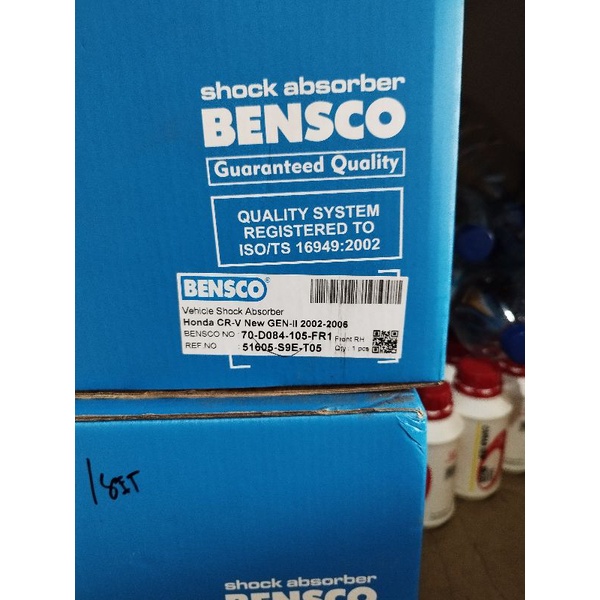 shock absorber
BENSCO
Guaranteed Quality
QUALITY SYSTEM
REGISTERED TO
ISO/TS 16949:2002
BENSCO®
Vehicle Shock Absorber
Honda CR-V New GEN-II 2002-2006
BENSCO NO : 70-D084-105-FR1 Front RH
REF.NO : 51605-S9E-T05 Qty : 1 pcs
shock absorber
BENSCO